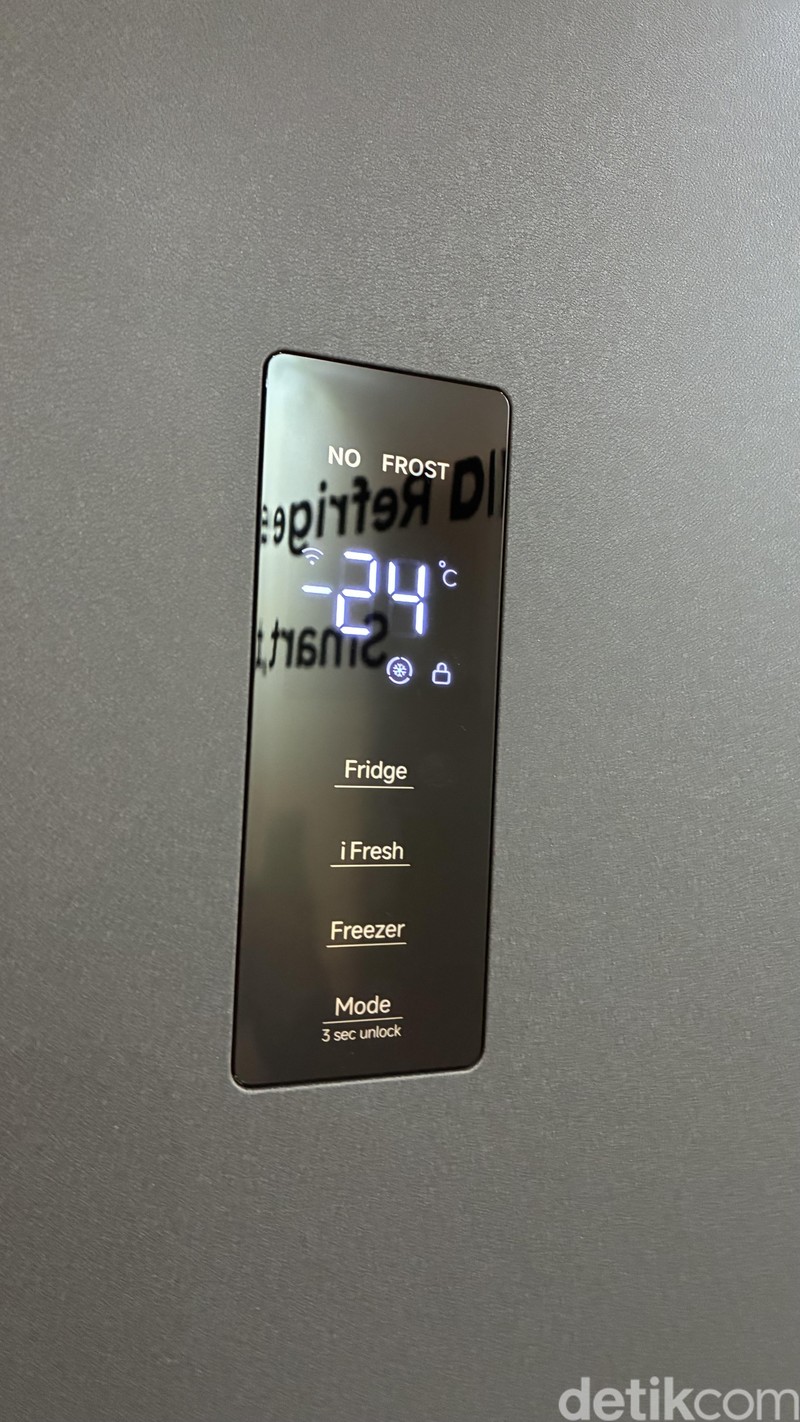 NO FROST
-24 °C
Fridge
i Fresh
Freezer
Mode
3 sec unlock
detikcom